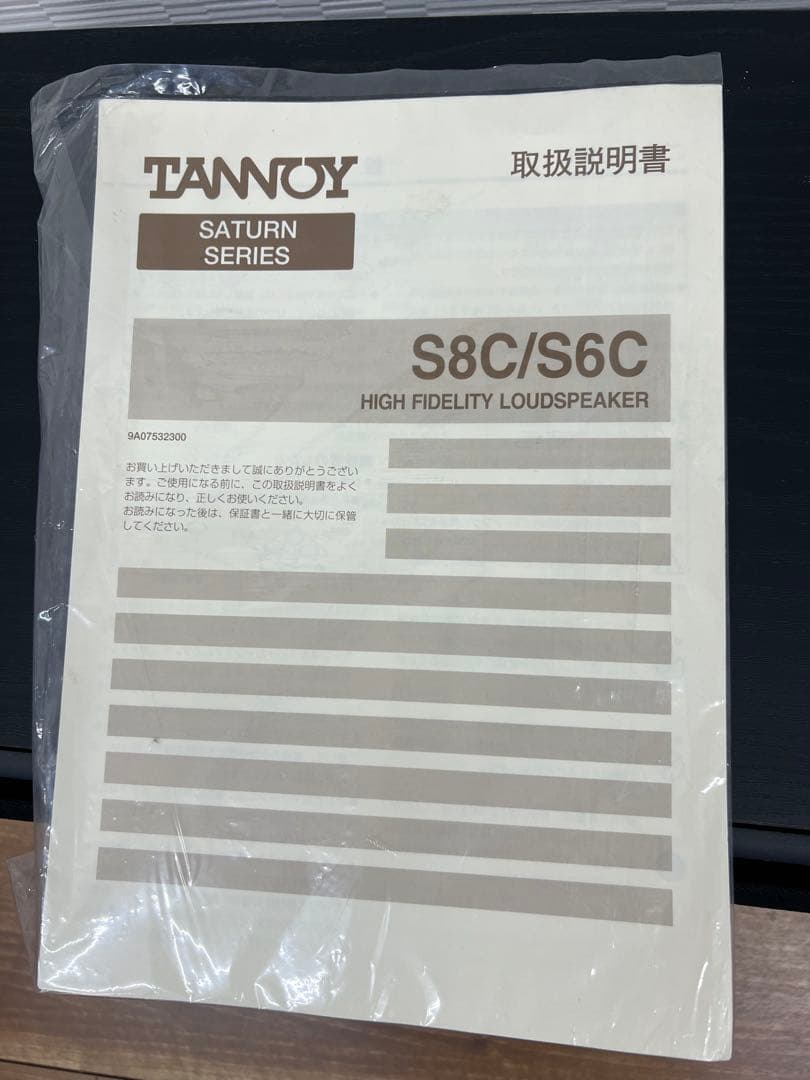 TANNOY
取扱説明書
SATURN
SERIES
S8C/S6C
HIGH FIDELITY LOUDSPEAKER
9A07532300
お買い上げいただきまして誠にありがとうござい
ます。ご使用になる前に、この取扱説明書をよく
お読みになり、正しくお使いください。
お読みになった後は、保証書と一緒に大切に保管
してください。